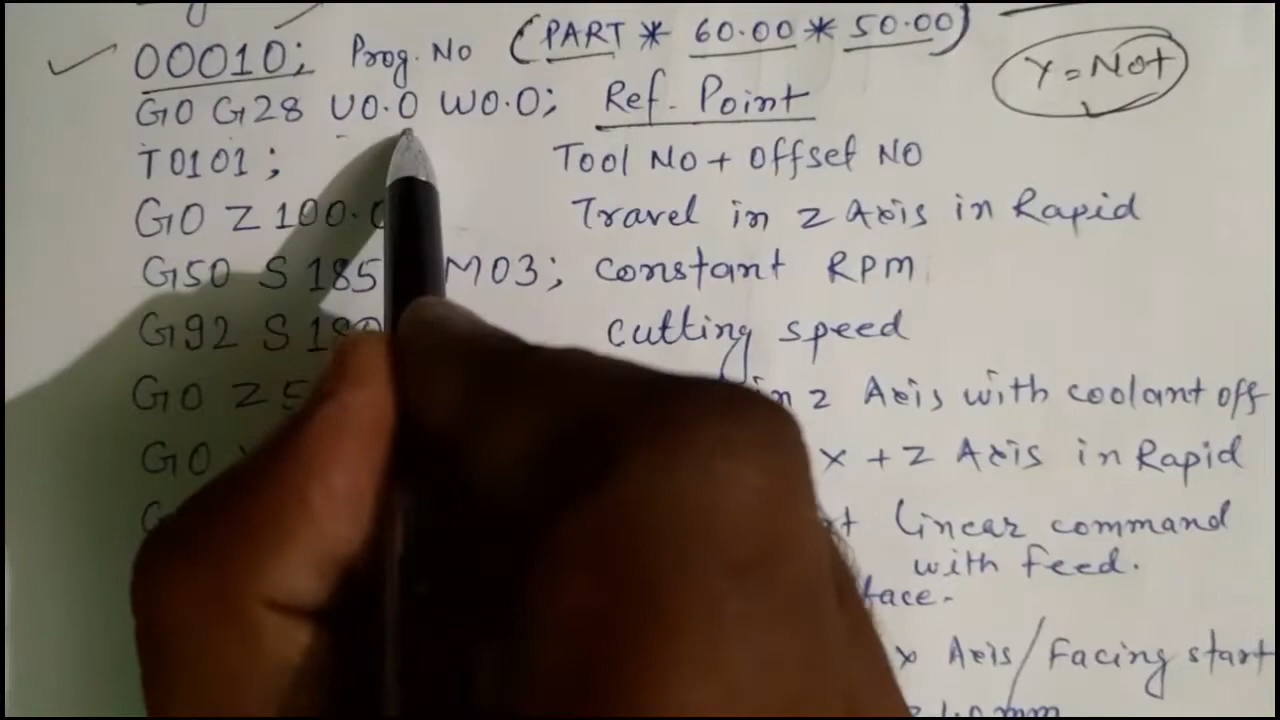 O0010; Prog. No (PART * 60.00 * 50.00)
Y = Not
G0 G28 U0.0 W0.0; Ref. Point
T0101; Tool No + Offset NO
G0 Z 100. Travel in Z Axis in Rapid
G50 S 185 M03; constant RPM
G92 S cutting speed
G0 Z 5 in Z Axis with coolant off
G0 X + Z Axis in Rapid
linear command
with feed.
face.
X Axis/Facing start